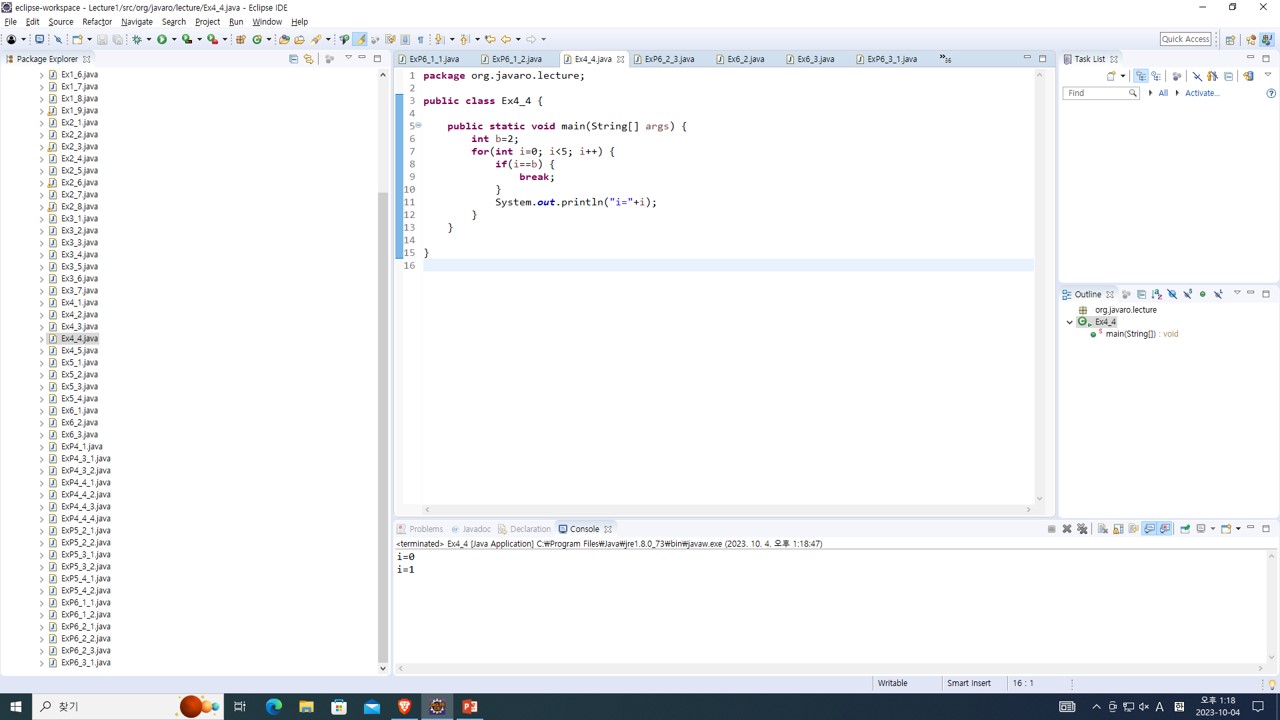 eclipse-workspace - Lecture1/src/org/javaro/lecture/Ex4_4.java - Eclipse IDE
File Edit Source Refactor Navigate Search Project Run Window Help
Quick Access
Package Explorer
Ex1_6.java
Ex1_7.java
Ex1_8.java
Ex1_9.java
Ex2_1.java
Ex2_2.java
Ex2_3.java
Ex2_4.java
Ex2_5.java
Ex2_6.java
Ex2_7.java
Ex2_8.java
Ex3_1.java
Ex3_2.java
Ex3_3.java
Ex3_4.java
Ex3_5.java
Ex3_6.java
Ex3_7.java
Ex4_1.java
Ex4_2.java
Ex4_3.java
Ex4_4.java
Ex4_5.java
Ex5_1.java
Ex5_2.java
Ex5_3.java
Ex5_4.java
Ex6_1.java
Ex6_2.java
Ex6_3.java
ExP4_1.java
ExP4_3_1.java
ExP4_3_2.java
ExP4_4_1.java
ExP4_4_2.java
ExP4_4_3.java
ExP4_4_4.java
ExP5_2_1.java
ExP5_2_2.java
ExP5_3_1.java
ExP5_3_2.java
ExP5_4_1.java
ExP5_4_2.java
ExP6_1_1.java
ExP6_1_2.java
ExP6_2_1.java
ExP6_2_2.java
ExP6_2_3.java
ExP6_3_1.java
ExP6_1_1.java ExP6_1_2.java Ex4_4.java ExP6_2_3.java Ex6_2.java Ex6_3.java ExP6_3_1.java
1 package org.javaro.lecture;
2
3 public class Ex4_4 {
4
5 public static void main(String[] args) {
6 int b=2;
7 for(int i=0; i<5; i++) {
8 if(i==b) {
9 break;
10 }
11 System.out.println("i="+i);
12 }
13 }
14
15 }
16
Task List
Find All Activate...
Outline
org.javaro.lecture
Ex4_4
main(String[]) : void
Problems Javadoc Declaration Console
<terminated> Ex4_4 [Java Application] C:₩Program Files₩Java₩jre1.8.0_73₩bin₩javaw.exe (2023. 10. 4. 오후 1:18:47)
i=0
i=1
Writable Smart Insert 16 : 1
찾기
A
오후 1:18
2023-10-04